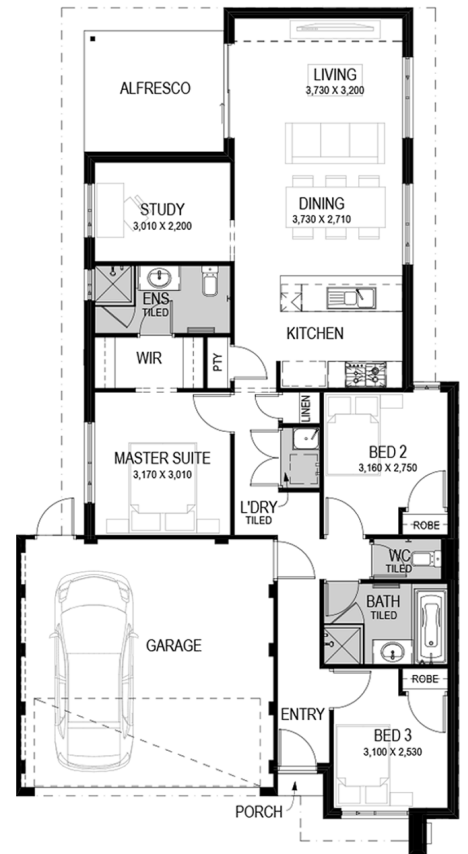 LIVING
3,730 X 3,200
ALFRESCO
STUDY
3,010 X 2,200
DINING
3,730 X 2,710
ENS
TILED
KITCHEN
WIR
PTY
LINEN
MASTER SUITE
3,170 X 3,010
BED 2
3,160 X 2,750
L'DRY
TILED
ROBE
WC
TILED
BATH
TILED
GARAGE
ROBE
ENTRY
BED 3
3,100 X 2,530
PORCH